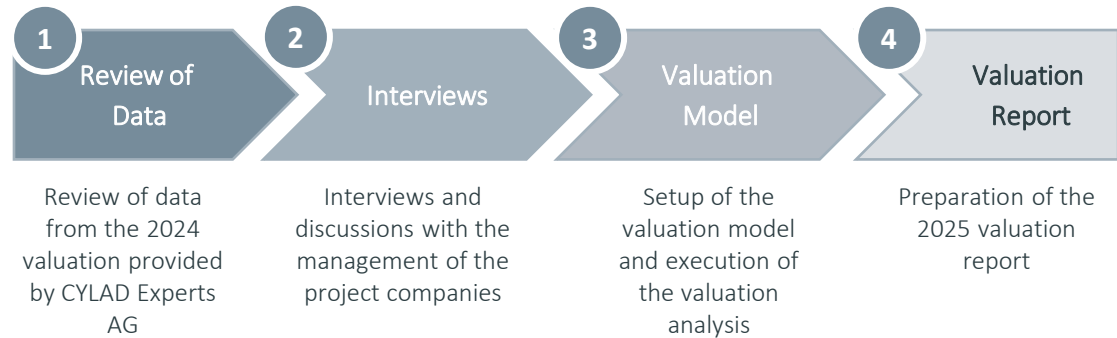 1
Review of
Data
2
Interviews
3
Valuation
Model
4
Valuation
Report
Review of data
from the 2024
valuation provided
by CYLAD Experts
AG
Interviews and
discussions with the
management of the
project companies
Setup of the
valuation model
and execution of
the valuation
analysis
Preparation of the
2025 valuation
report